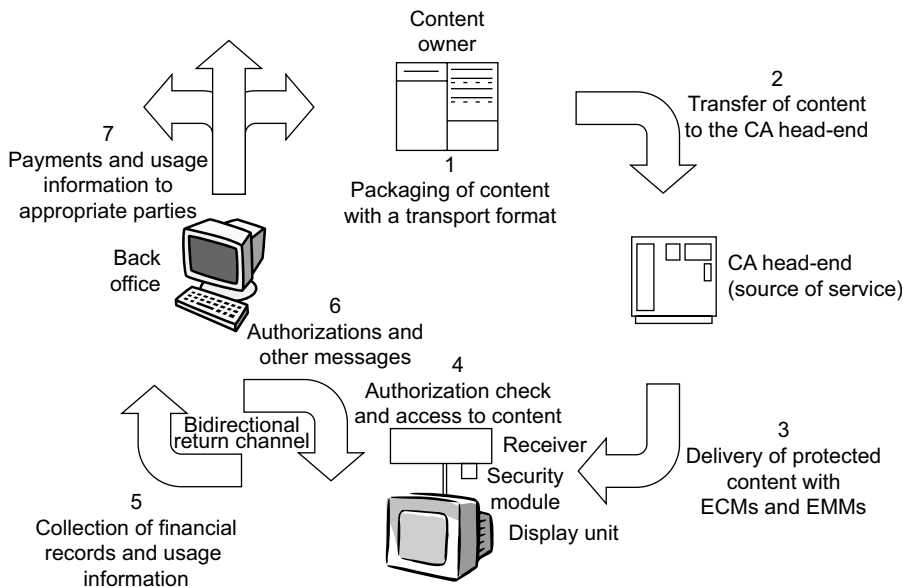 Content
owner
1
Packaging of content
with a transport format
2
Transfer of content
to the CA head-end
CA head-end
(source of service)
3
Delivery of protected
content with
ECMs and EMMs
4
Authorization check
and access to content
Receiver
Security
module
Display unit
5
Collection of financial
records and usage
information
Bidirectional
return channel
6
Authorizations and
other messages
Back
office
7
Payments and usage
information to
appropriate parties